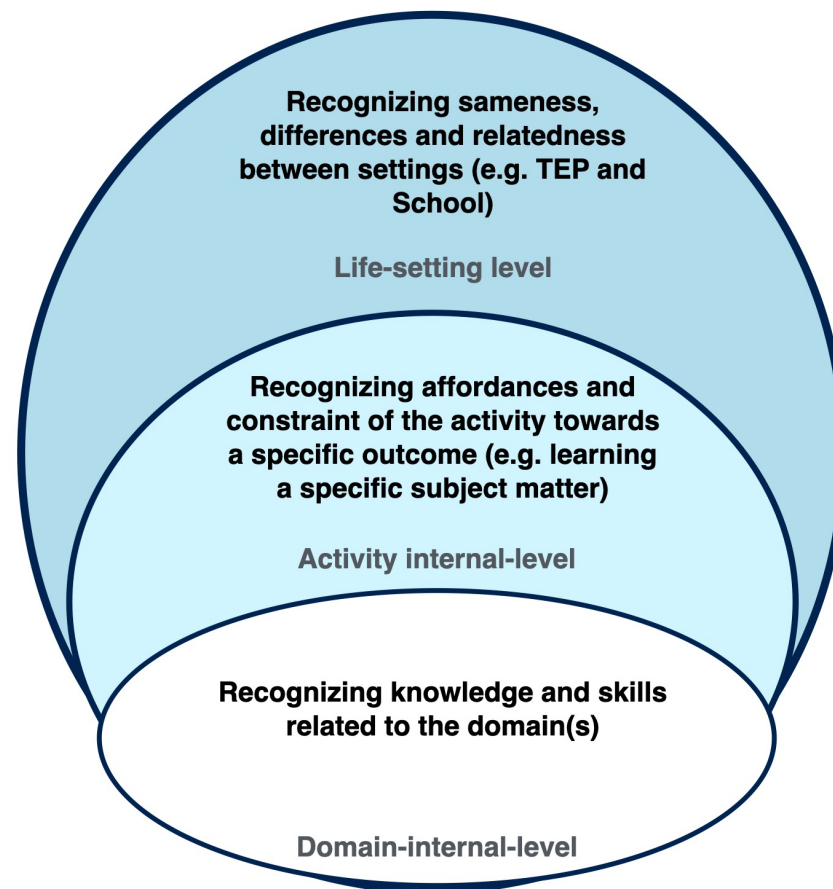 Recognizing sameness,
differences and relatedness
between settings (e.g. TEP and
School)
Life-setting level
Recognizing affordances and
constraint of the activity towards
a specific outcome (e.g. learning
a specific subject matter)
Activity internal-level
Recognizing knowledge and skills
related to the domain(s)
Domain-internal-level